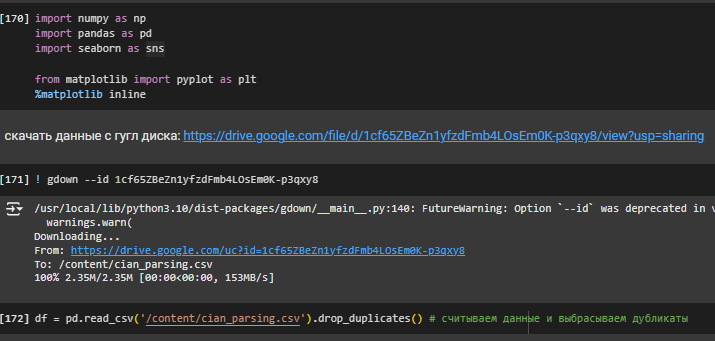 [170] import numpy as np
import pandas as pd
import seaborn as sns
from matplotlib import pyplot as plt
%matplotlib inline
скачать данные с гугл диска: https://drive.google.com/file/d/1cf65ZBeZn1yfzdFmb4LOsEm0K-p3qxy8/view?usp=sharing
[171] ! gdown --id 1cf65ZBeZn1yfzdFmb4LOsEm0K-p3qxy8
/usr/local/lib/python3.10/dist-packages/gdown/__main__.py:140: FutureWarning: Option `--id` was deprecated in v
warnings.warn(
Downloading...
From: https://drive.google.com/uc?id=1cf65ZBeZn1yfzdFmb4LOsEm0K-p3qxy8
To: /content/cian_parsing.csv
100% 2.35M/2.35M [00:00<00:00, 153MB/s]
[172] df = pd.read_csv('/content/cian_parsing.csv').drop_duplicates() # считываем данные и выбрасываем дубликаты